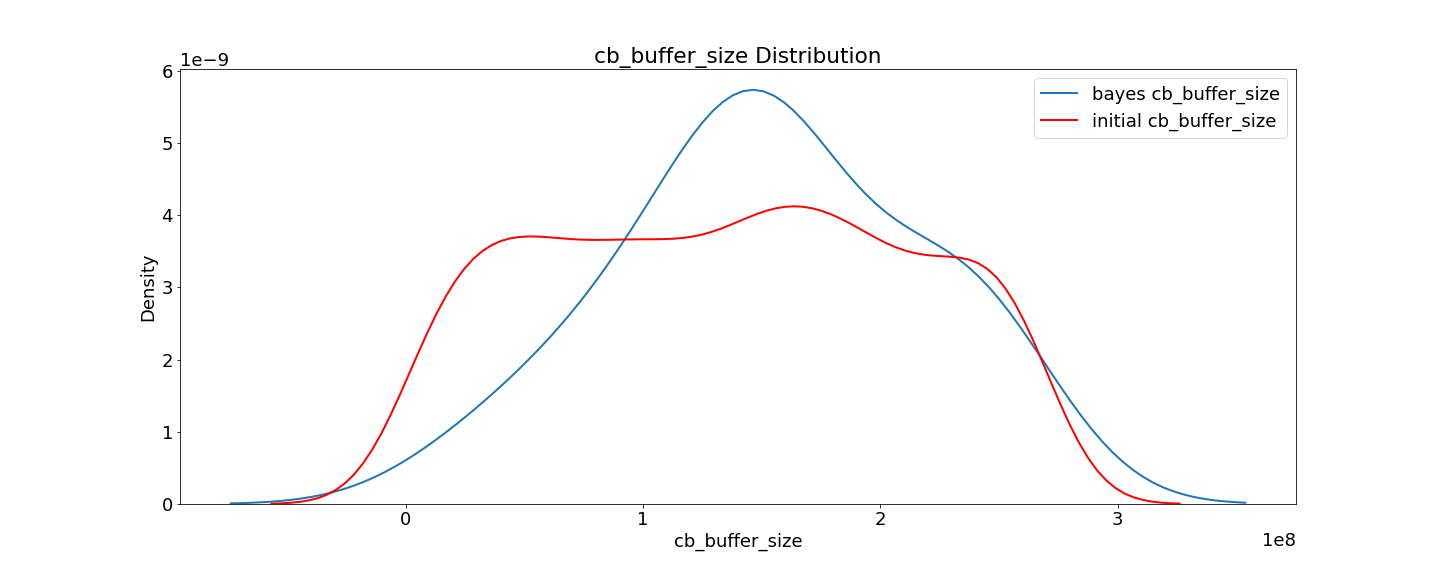 cb_buffer_size Distribution
1e−9
6
5
4
3
2
1
0
Density
bayes cb_buffer_size
initial cb_buffer_size
0
1
2
3
cb_buffer_size
1e8